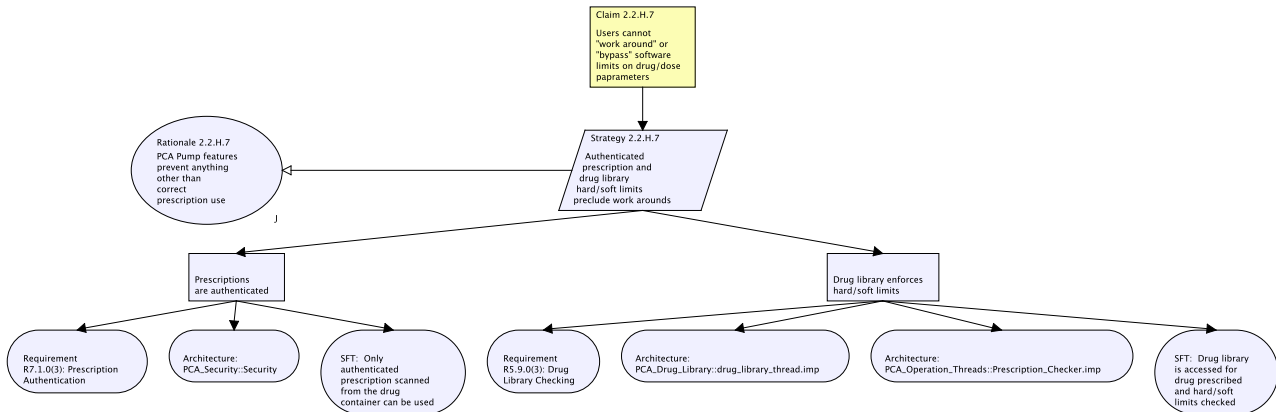 Claim 2.2.H.7
Users cannot
"work around" or
"bypass" software
limits on drug/dose
paprameters
Rationale 2.2.H.7
PCA Pump features
prevent anything
other than
correct
prescription use
J
Strategy 2.2.H.7
Authenticated
prescription and
drug library
hard/soft limits
preclude work arounds
Prescriptions
are authenticated
Drug library enforces
hard/soft limits
Requirement
R7.1.0(3): Prescription
Authentication
Architecture:
PCA_Security::Security
SFT:  Only
authenticated
prescription scanned
from the drug
container can be used
Requirement
R5.9.0(3): Drug
Library Checking
Architecture:
PCA_Drug_Library::drug_library_thread.imp
Architecture:
PCA_Operation_Threads::Prescription_Checker.imp
SFT:  Drug library
is accessed for
drug prescribed
and hard/soft
limits checked